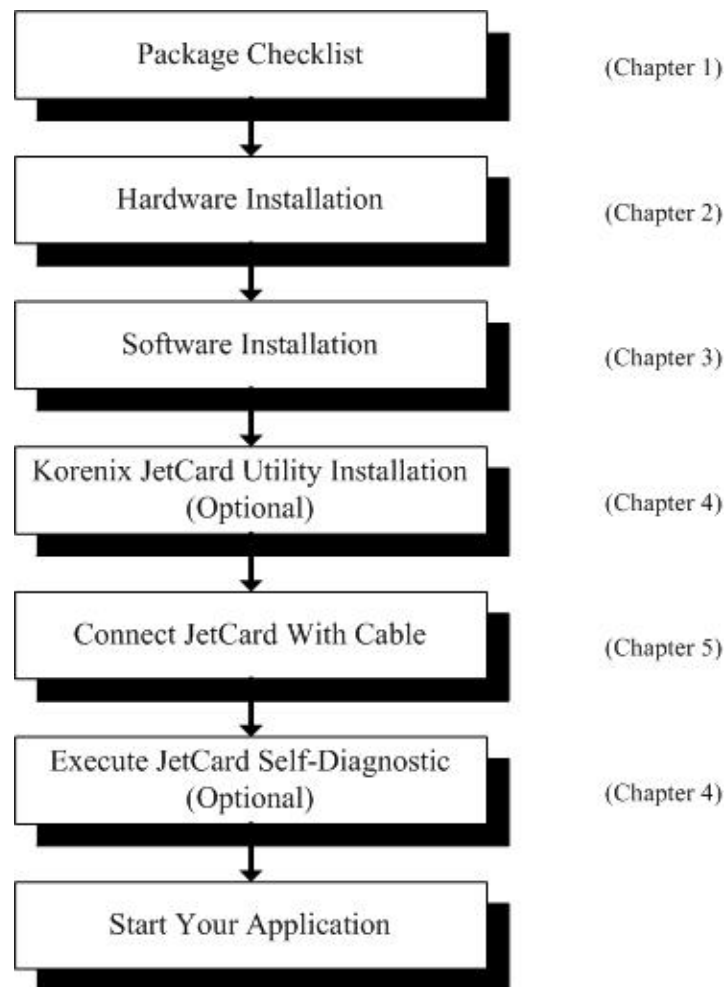 Package Checklist
(Chapter 1)
Hardware Installation
(Chapter 2)
Software Installation
(Chapter 3)
Korenix JetCard Utility Installation
(Optional)
(Chapter 4)
Connect JetCard With Cable
(Chapter 5)
Execute JetCard Self-Diagnostic
(Optional)
(Chapter 4)
Start Your Application